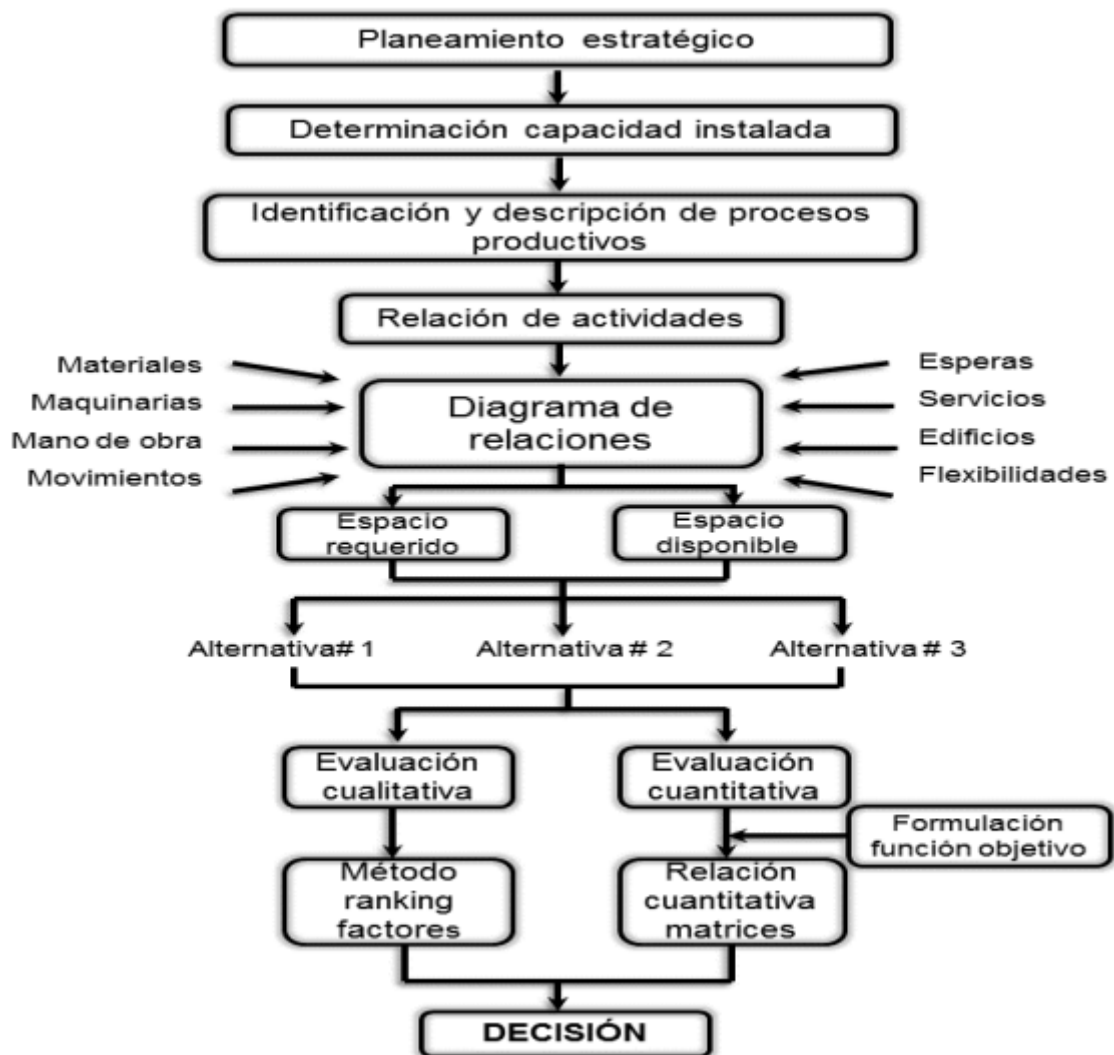 Planeamiento estratégico
Determinación capacidad instalada
Identificación y descripción de procesos
productivos
Relación de actividades
Materiales
Maquinarias
Mano de obra
Movimientos
Diagrama de
relaciones
Esperas
Servicios
Edificios
Flexibilidades
Espacio
requerido
Espacio
disponible
Alternativa# 1
Alternativa # 2
Alternativa # 3
Evaluación
cualitativa
Evaluación
cuantitativa
Formulación
función objetivo
Método
ranking
factores
Relación
cuantitativa
matrices
DECISIÓN